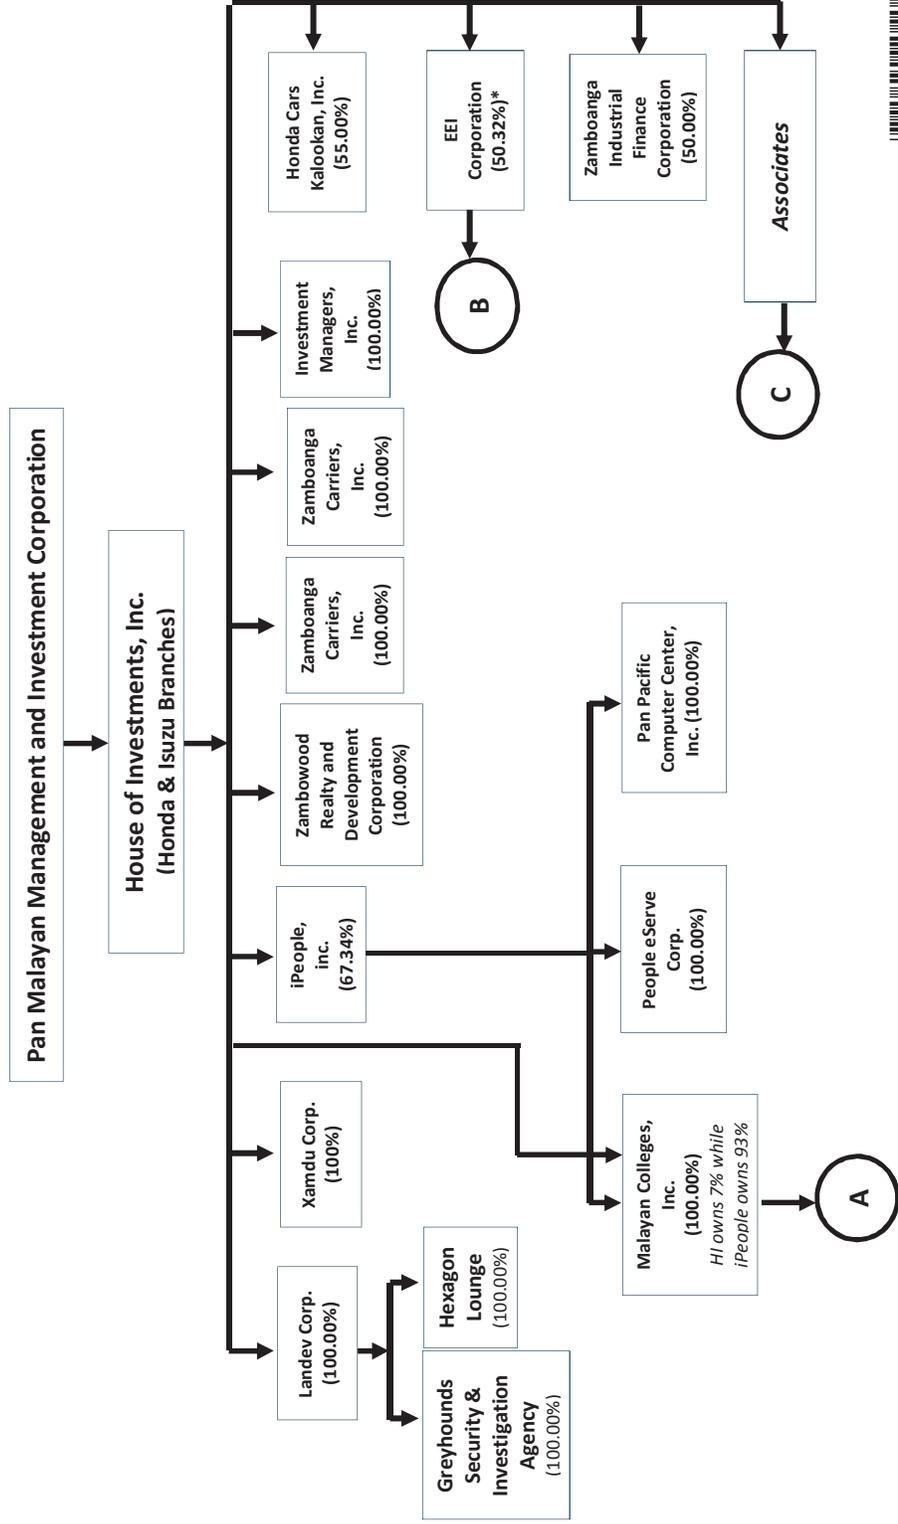 Pan Malayan Management and Investment Corporation
House of Investments, Inc.
(Honda & Isuzu Branches)
Landev Corp.
(100.00%)
Xamdu Corp.
(100%)
iPeople,
inc.
(67.34%)
Zambowood
Realty and
Development
Corporation
(100.00%)
Zamboanga
Carriers,
Inc.
(100.00%)
Zamboanga
Carriers,
Inc.
(100.00%)
Investment
Managers,
Inc.
(100.00%)
Honda Cars
Kalookan, Inc.
(55.00%)
EEI
Corporation
(50.32%)*
B
Zamboanga
Industrial
Finance
Corporation
(50.00%)
Associates
C
Greyhounds
Security &
Investigation
Agency
(100.00%)
Hexagon
Lounge
(100.00%)
Malayan Colleges,
Inc.
(100.00%)
HI owns 7% while
iPeople owns 93%
A
People eServe
Corp.
(100.00%)
Pan Pacific
Computer Center,
Inc. (100.00%)